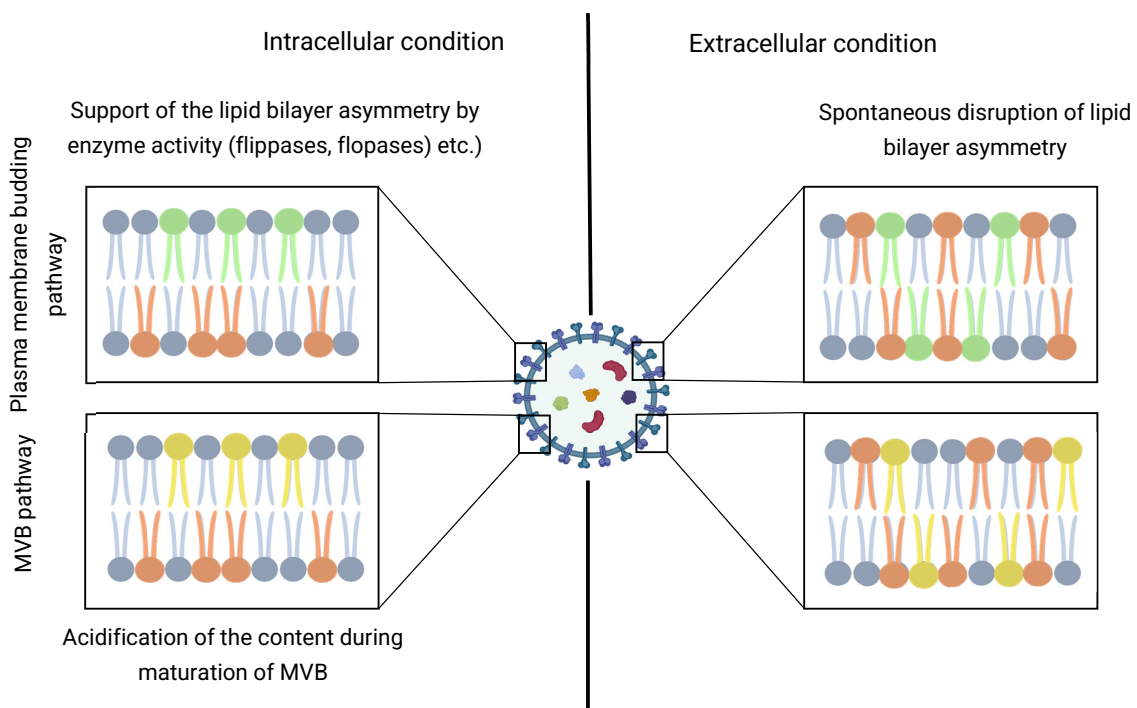 Intracellular condition
Extracellular condition
Support of the lipid bilayer asymmetry by
enzyme activity (flippases, flopases) etc.)
Spontaneous disruption of lipid
bilayer asymmetry
Plasma membrane budding
pathway
MVB pathway
Acidification of the content during
maturation of MVB